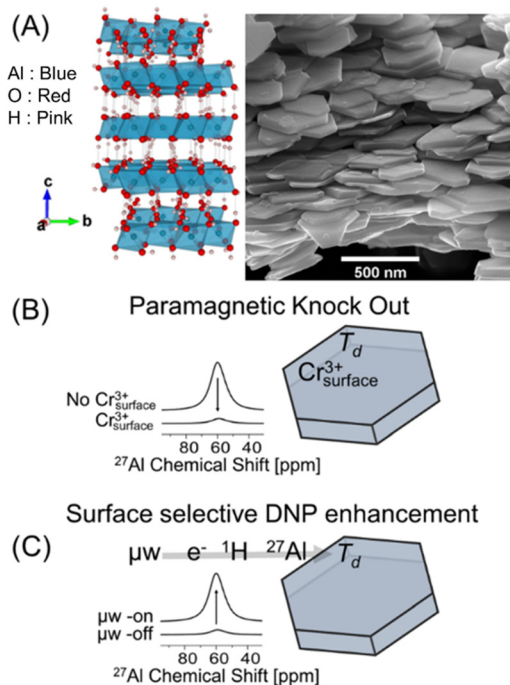 (A)
Al : Blue
O : Red
H : Pink
c
a
b
500 nm
(B)
Paramagnetic Knock Out
No Cr³⁺surface
Cr³⁺surface
80 60 40
²⁷Al Chemical Shift [ppm]
Td
Cr³⁺surface
Surface selective DNP enhancement
(C)
μw e⁻ ¹H ²⁷Al Td
μw -on
μw -off
80 60 40
²⁷Al Chemical Shift [ppm]